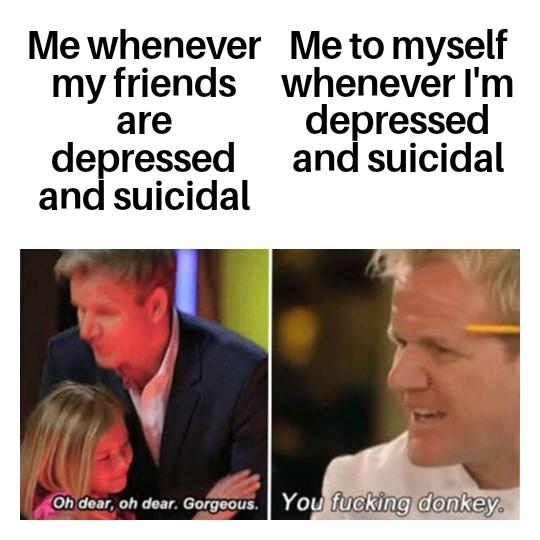 Me whenever
my friends
are
depressed
and suicidal
Me to myself
whenever I'm
depressed
and suicidal
Oh dear, oh dear. Gorgeous.
You fucking donkey.